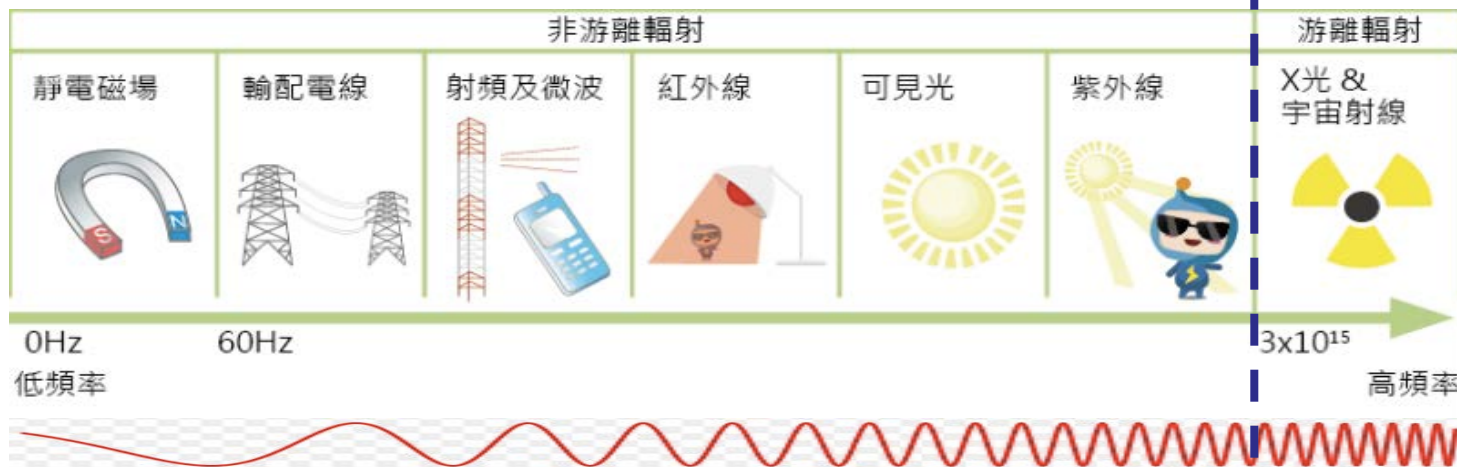 非游離輻射
游離輻射
靜電磁場
輸配電線
射頻及微波
紅外線
可見光
紫外線
X光 &
宇宙射線
S
N
0Hz
60Hz
3x10¹⁵
低頻率
高頻率